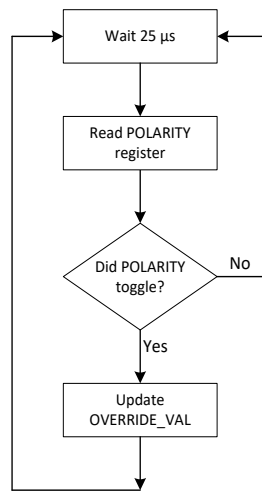 Wait 25 µs
Read POLARITY
register
Did POLARITY
toggle?
No
Yes
Update
OVERRIDE_VAL